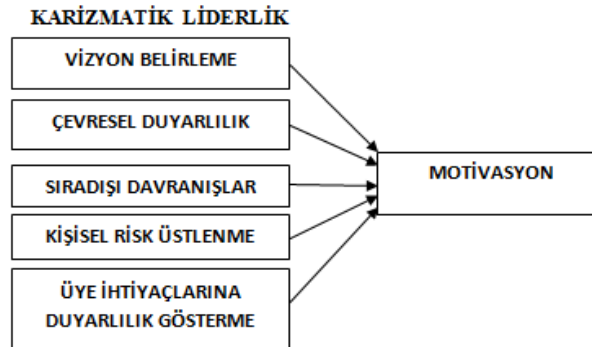 KARİZMATİK LİDERLİK
VİZYON BELİRLEME
ÇEVRESEL DUYARLILIK
SIRADIŞI DAVRANIŞLAR
KİŞİSEL RİSK ÜSTLENME
ÜYE İHTİYAÇLARINA
DUYARLILIK GÖSTERME
MOTİVASYON